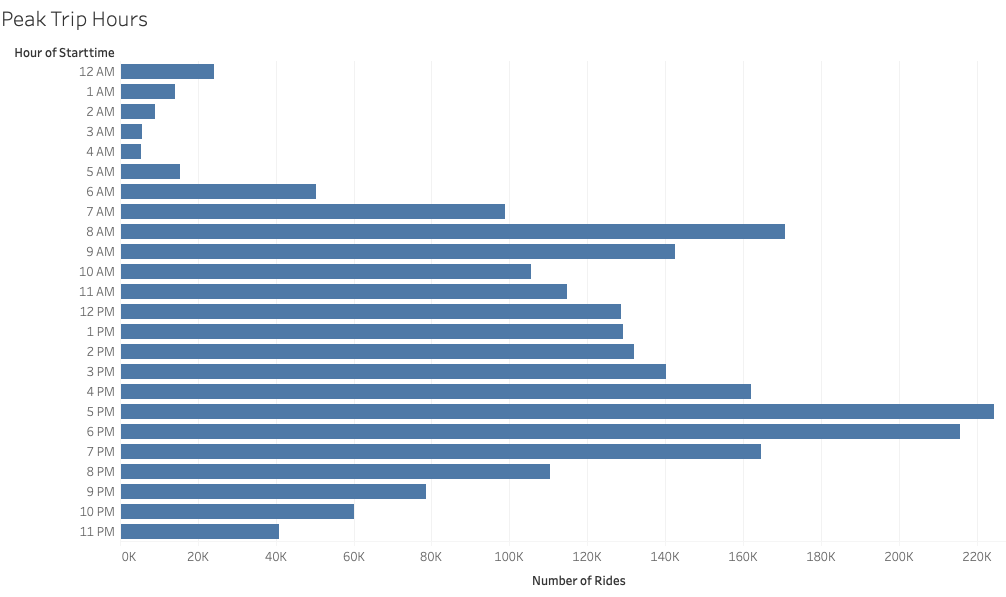 Peak Trip Hours
Hour of Starttime
12 AM
1 AM
2 AM
3 AM
4 AM
5 AM
6 AM
7 AM
8 AM
9 AM
10 AM
11 AM
12 PM
1 PM
2 PM
3 PM
4 PM
5 PM
6 PM
7 PM
8 PM
9 PM
10 PM
11 PM
0K 20K 40K 60K 80K 100K 120K 140K 160K 180K 200K 220K
Number of Rides